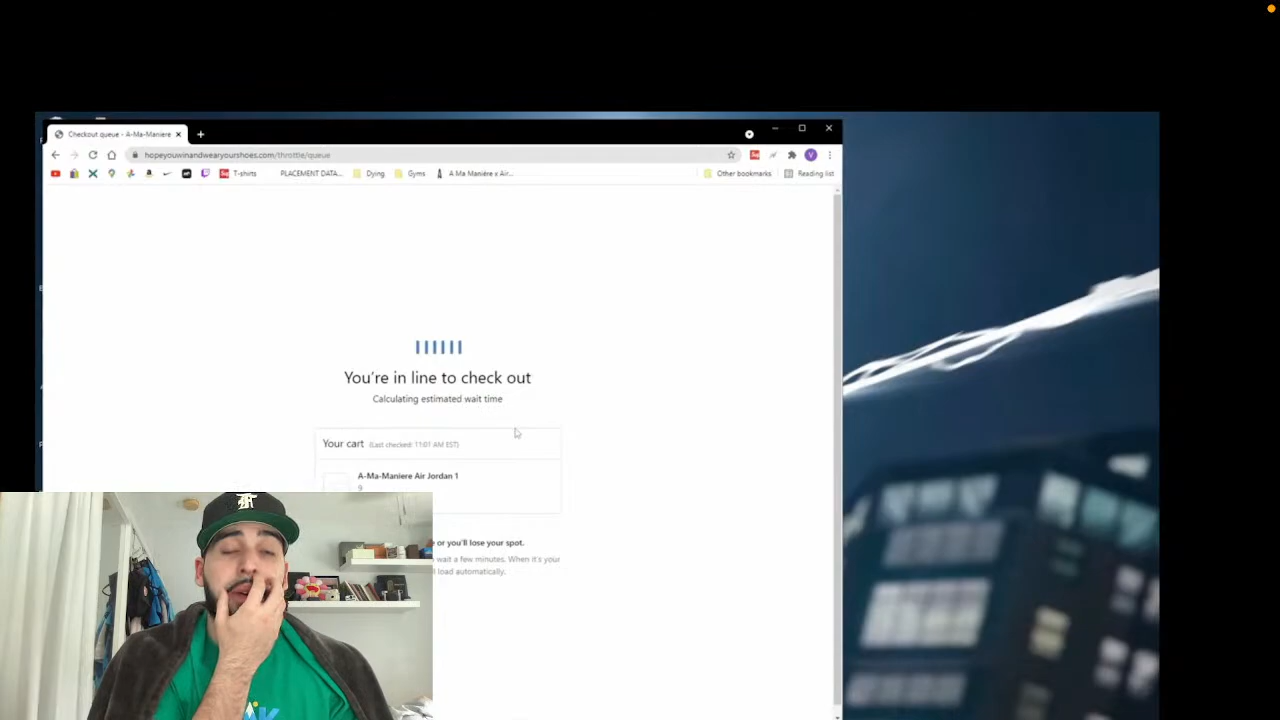 Checkout queue - A-Ma-Maniere
hopeyouwinandwearyourshoes.com/throttle/queue
T-shirts PLACEMENT DATA... Dying Gyms A Ma Maniére x Air... Other bookmarks Reading list
You're in line to check out
Calculating estimated wait time
Your cart (Last checked: 11:01 AM EST)
A-Ma-Maniere Air Jordan 1
9
or you'll lose your spot.
wait a few minutes. When it's your
load automatically.